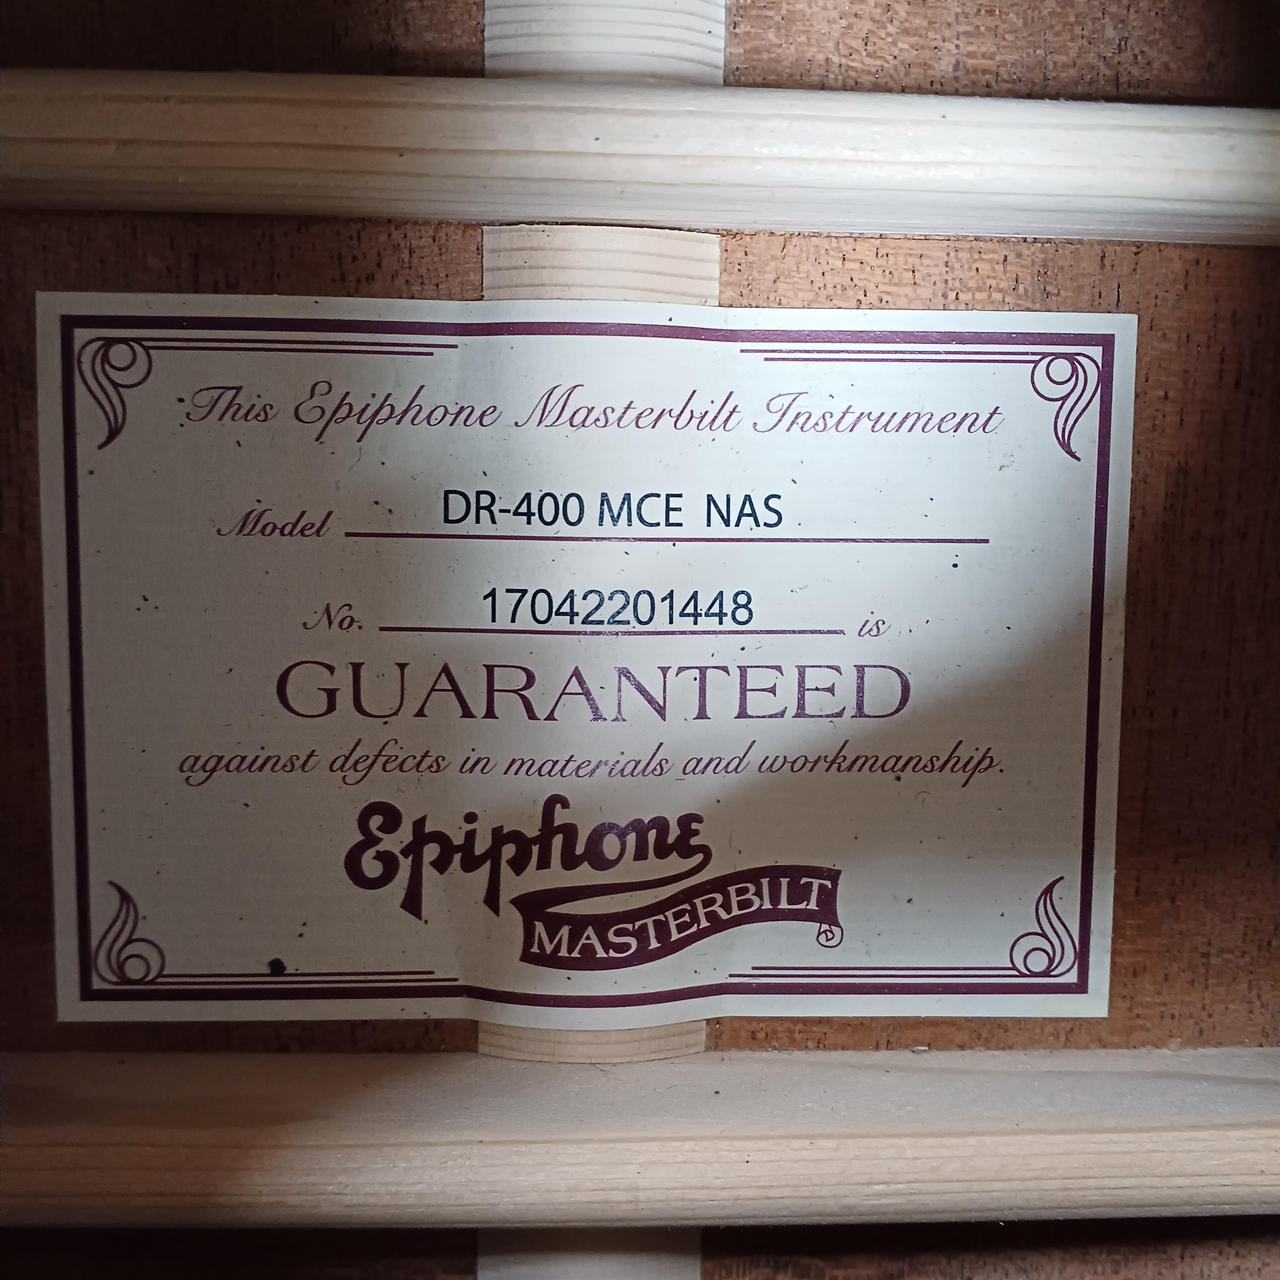 This Epiphone Masterbilt Instrument
Model DR-400 MCE NAS
No. 17042201448 is
GUARANTEED
against defects in materials and workmanship.
Epiphone
MASTERBILT